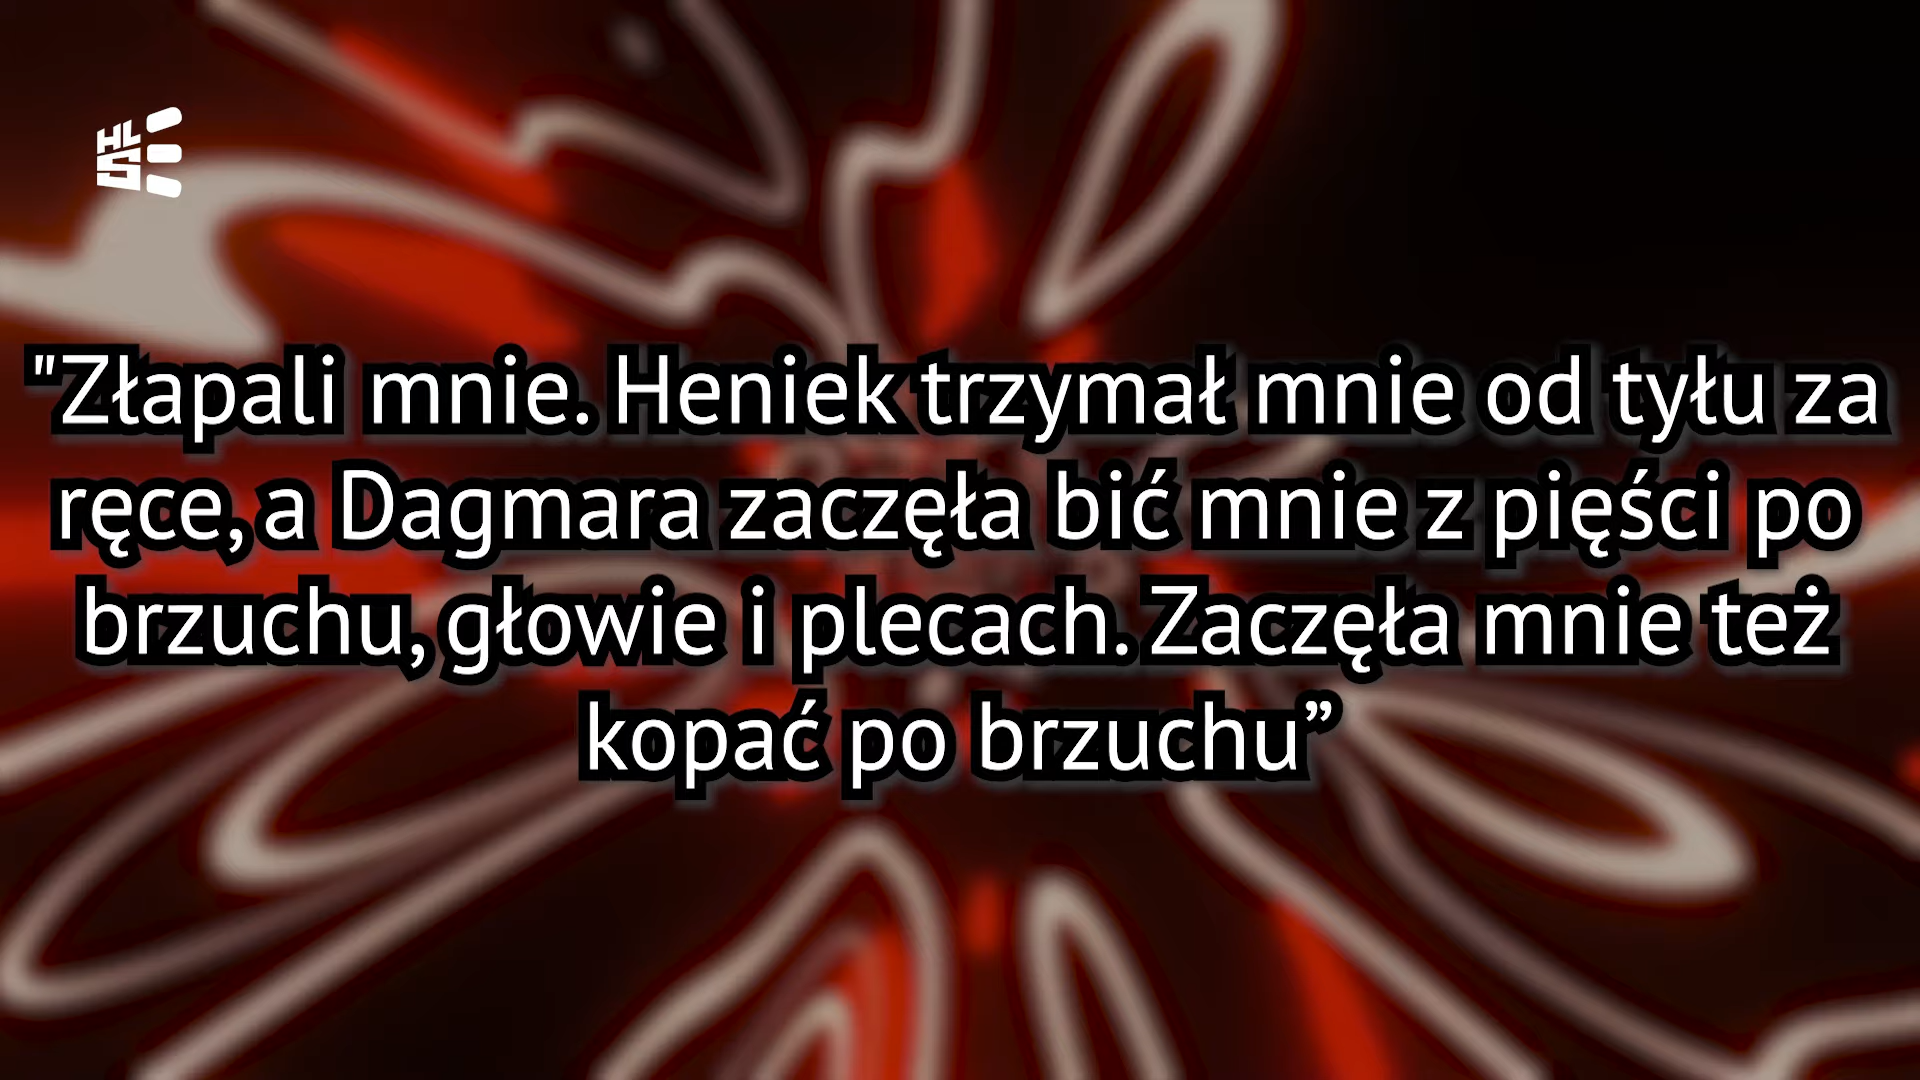 HLS
"Złapali mnie. Heniek trzymał mnie od tyłu za
ręce, a Dagmara zaczęła bić mnie z pięści po
brzuchu, głowie i plecach. Zaczęła mnie też
kopać po brzuchu”